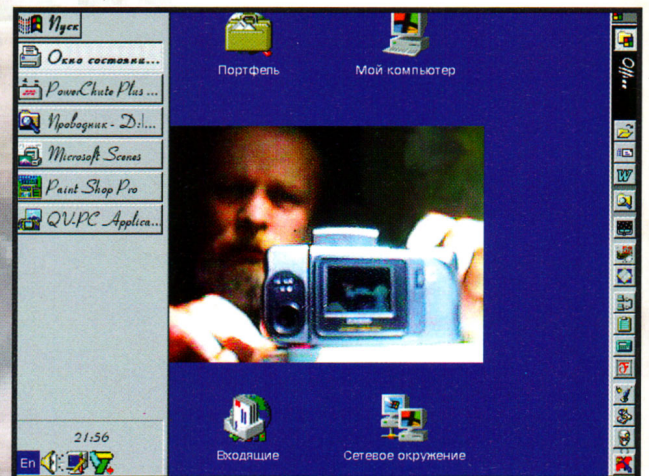 Пуск
Окно состояни...
PowerChute Plus ...
Проводник - D:\...
Microsoft Scenes
Paint Shop Pro
QV-PC Applica...
21:56
En
Портфель
Мой компьютер
Входящие
Сетевое окружение
Office
W